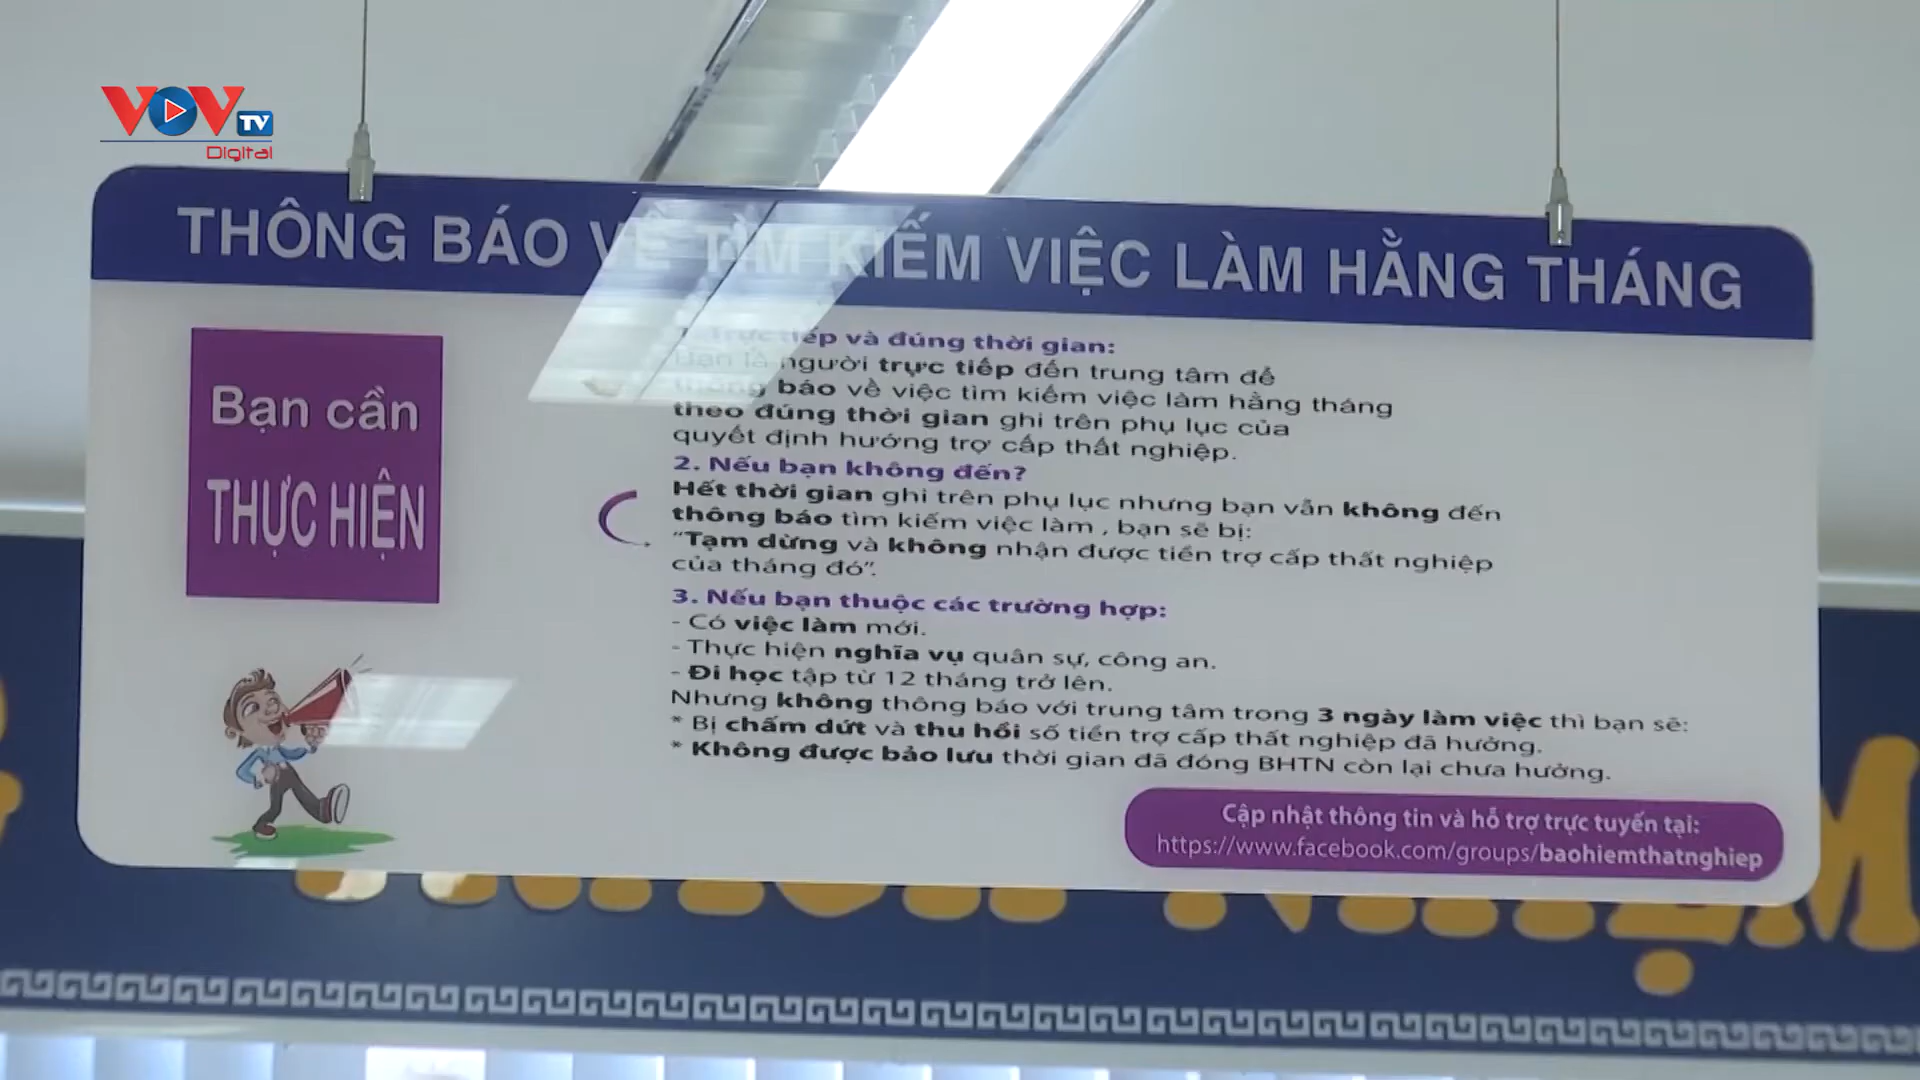 VOV TV
Digital
THÔNG BÁO VỀ TÌM KIẾM VIỆC LÀM HẰNG THÁNG
Bạn cần
THỰC HIỆN
1. Trực tiếp và đúng thời gian:
Bạn là người trực tiếp đến trung tâm để
thông báo về việc tìm kiếm việc làm hằng tháng
theo đúng thời gian ghi trên phụ lục của
quyết định hướng trợ cấp thất nghiệp.
2. Nếu bạn không đến?
Hết thời gian ghi trên phụ lục nhưng bạn vẫn không đến
thông báo tìm kiếm việc làm , bạn sẽ bị:
“Tạm dừng và không nhận được tiền trợ cấp thất nghiệp
của tháng đó”.
3. Nếu bạn thuộc các trường hợp:
- Có việc làm mới.
- Thực hiện nghĩa vụ quân sự, công an.
- Đi học tập từ 12 tháng trở lên.
Nhưng không thông báo với trung tâm trong 3 ngày làm việc thì bạn sẽ:
* Bị chấm dứt và thu hồi số tiền trợ cấp thất nghiệp đã hưởng.
* Không được bảo lưu thời gian đã đóng BHTN còn lại chưa hưởng.
Cập nhật thông tin và hỗ trợ trực tuyến tại:
https://www.facebook.com/groups/baohiemthatnghiep